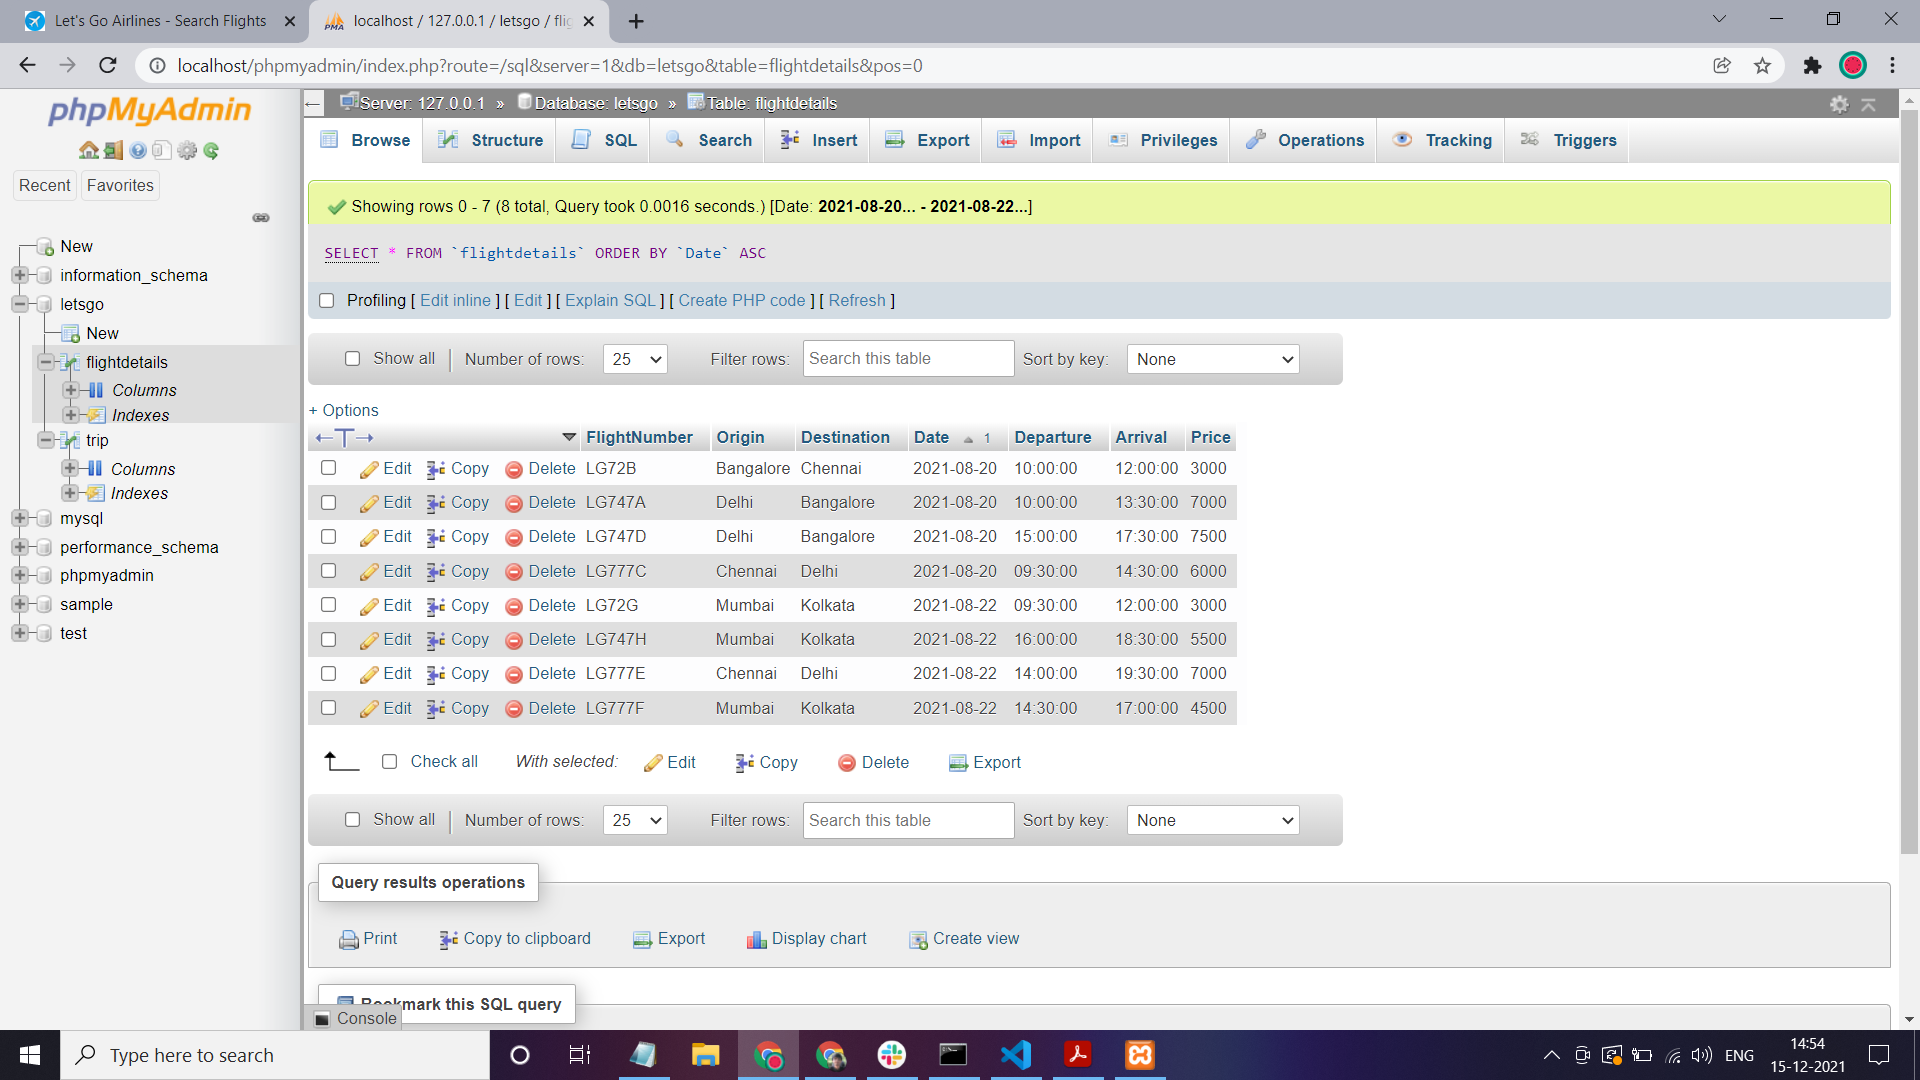 Let's Go Airlines - Search Flights
localhost / 127.0.0.1 / letsgo / flig
localhost/phpmyadmin/index.php?route=/sql&server=1&db=letsgo&table=flightdetails&pos=0
phpMyAdmin
Recent Favorites
New
information_schema
letsgo
New
flightdetails
Columns
Indexes
trip
Columns
Indexes
mysql
performance_schema
phpmyadmin
sample
test
Server: 127.0.0.1 » Database: letsgo » Table: flightdetails
Browse Structure SQL Search Insert Export Import Privileges Operations Tracking Triggers
Showing rows 0 - 7 (8 total, Query took 0.0016 seconds.) [Date: 2021-08-20... - 2021-08-22...]
SELECT * FROM `flightdetails` ORDER BY `Date` ASC
Profiling [ Edit inline ] [ Edit ] [ Explain SQL ] [ Create PHP code ] [ Refresh ]
Show all Number of rows: 25 Filter rows: Search this table Sort by key: None
+ Options
←T→ FlightNumber Origin Destination Date 1 Departure Arrival Price
Edit Copy Delete LG72B Bangalore Chennai 2021-08-20 10:00:00 12:00:00 3000
Edit Copy Delete LG747A Delhi Bangalore 2021-08-20 10:00:00 13:30:00 7000
Edit Copy Delete LG747D Delhi Bangalore 2021-08-20 15:00:00 17:30:00 7500
Edit Copy Delete LG777C Chennai Delhi 2021-08-20 09:30:00 14:30:00 6000
Edit Copy Delete LG72G Mumbai Kolkata 2021-08-22 09:30:00 12:00:00 3000
Edit Copy Delete LG747H Mumbai Kolkata 2021-08-22 16:00:00 18:30:00 5500
Edit Copy Delete LG777E Chennai Delhi 2021-08-22 14:00:00 19:30:00 7000
Edit Copy Delete LG777F Mumbai Kolkata 2021-08-22 14:30:00 17:00:00 4500
Check all With selected: Edit Copy Delete Export
Show all Number of rows: 25 Filter rows: Search this table Sort by key: None
Query results operations
Print Copy to clipboard Export Display chart Create view
Bookmark this SQL query
Console
Type here to search
ENG
14:54
15-12-2021